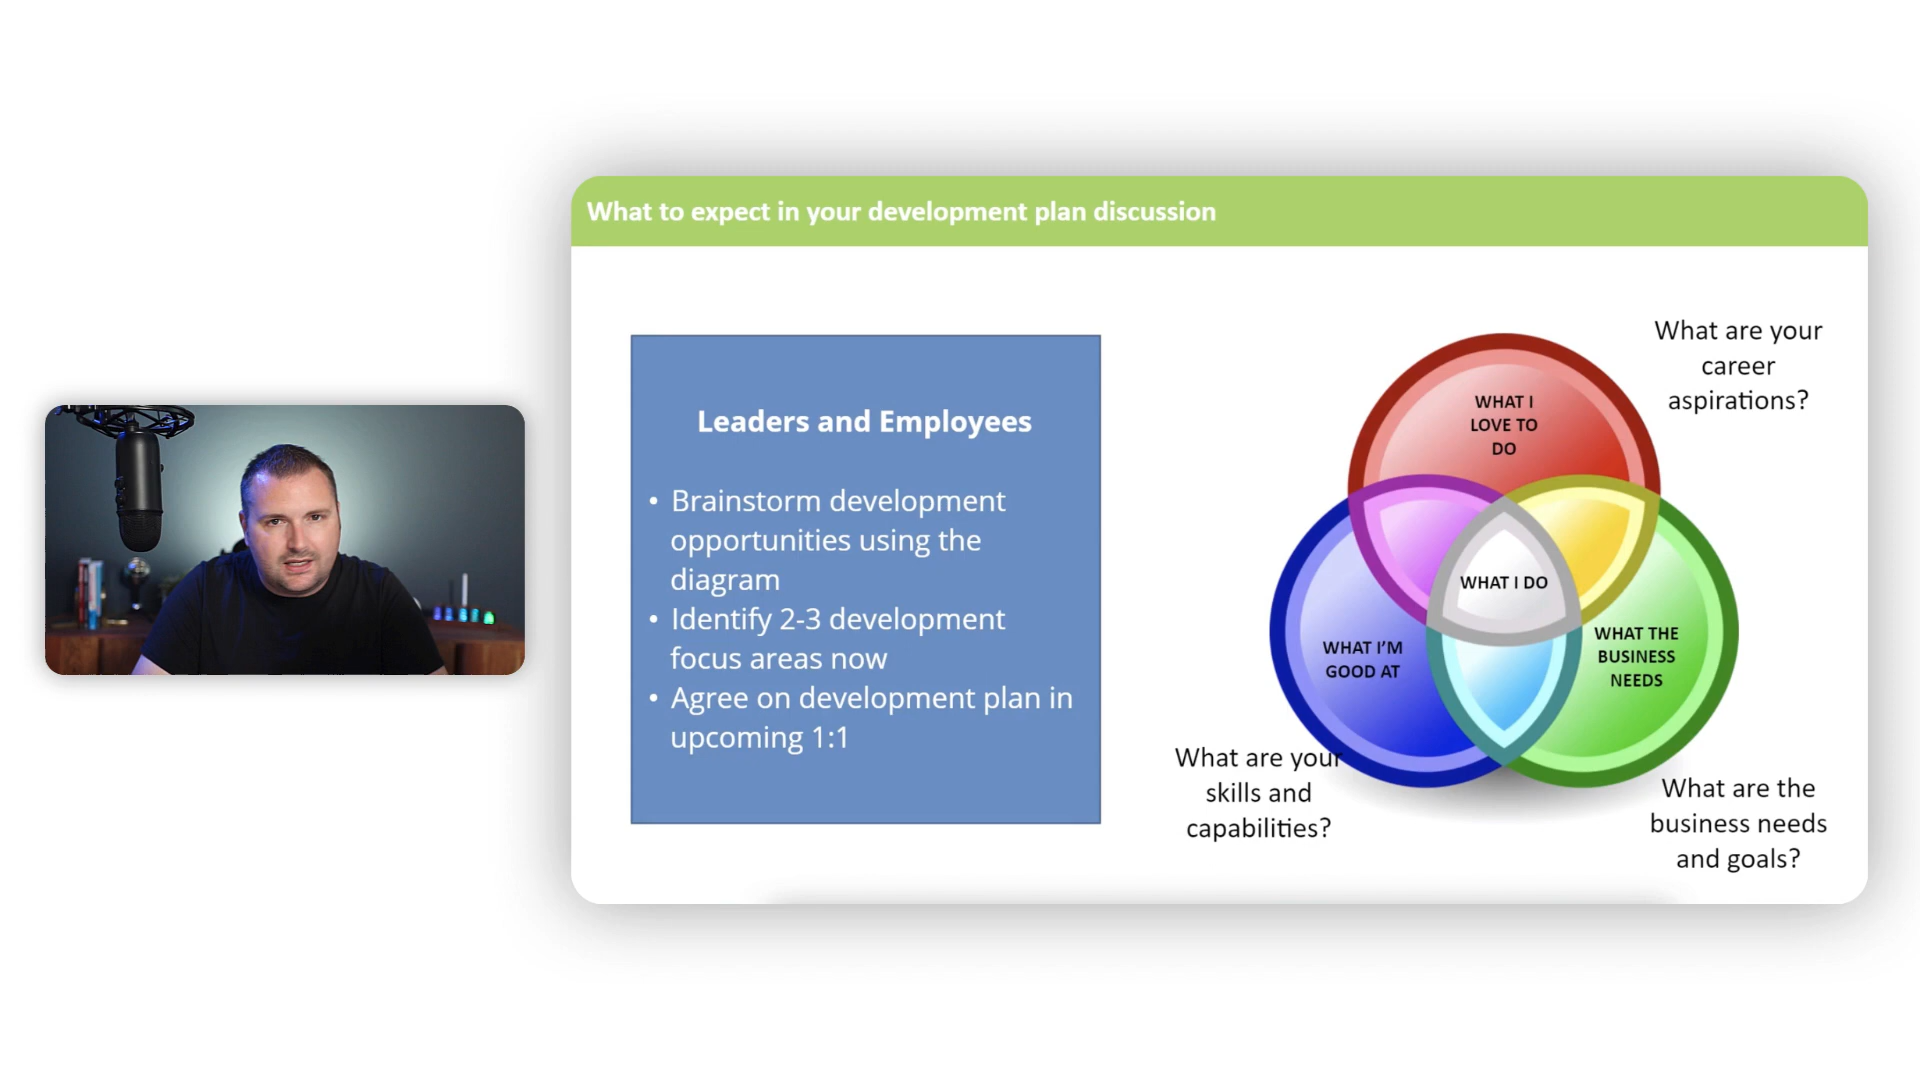 What to expect in your development plan discussion
Leaders and Employees
• Brainstorm development
opportunities using the
diagram
• Identify 2-3 development
focus areas now
• Agree on development plan in
upcoming 1:1
What are your
career
aspirations?
WHAT I
LOVE TO
DO
WHAT I DO
WHAT I'M
GOOD AT
WHAT THE
BUSINESS
NEEDS
What are your
skills and
capabilities?
What are the
business needs
and goals?